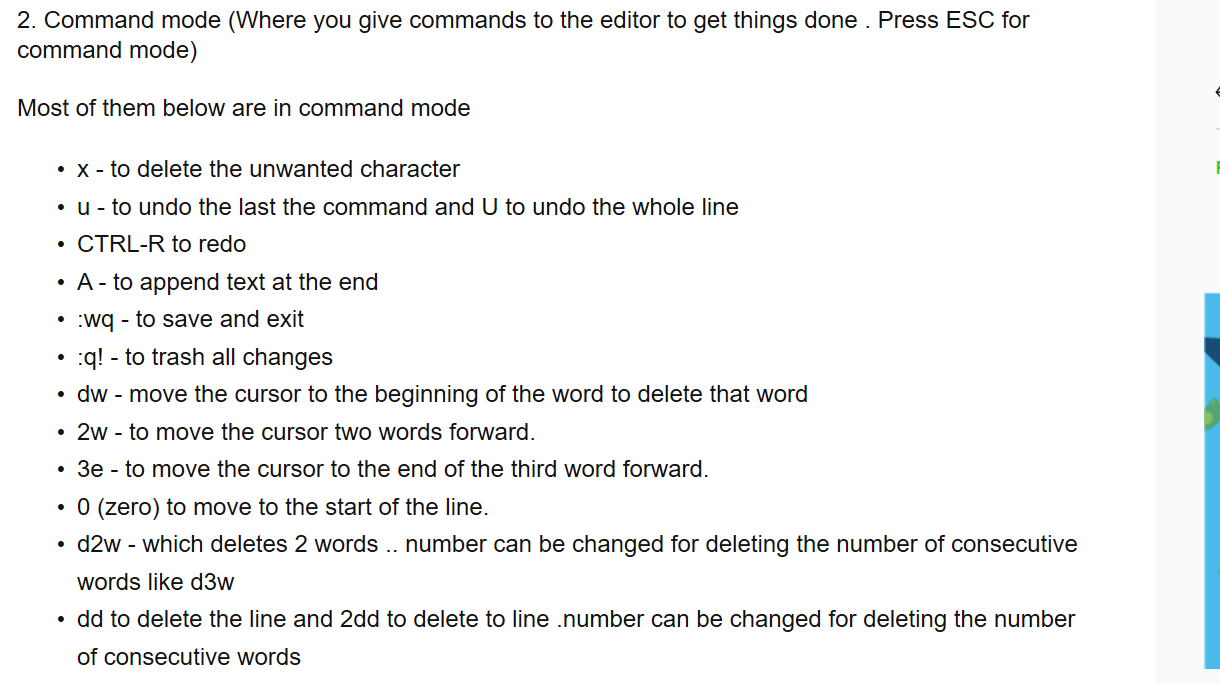 2. Command mode (Where you give commands to the editor to get things done . Press ESC for
command mode)
Most of them below are in command mode
• x - to delete the unwanted character
• u - to undo the last the command and U to undo the whole line
• CTRL-R to redo
• A - to append text at the end
• :wq - to save and exit
• :q! - to trash all changes
• dw - move the cursor to the beginning of the word to delete that word
• 2w - to move the cursor two words forward.
• 3e - to move the cursor to the end of the third word forward.
• 0 (zero) to move to the start of the line.
• d2w - which deletes 2 words .. number can be changed for deleting the number of consecutive
words like d3w
• dd to delete the line and 2dd to delete to line .number can be changed for deleting the number
of consecutive words